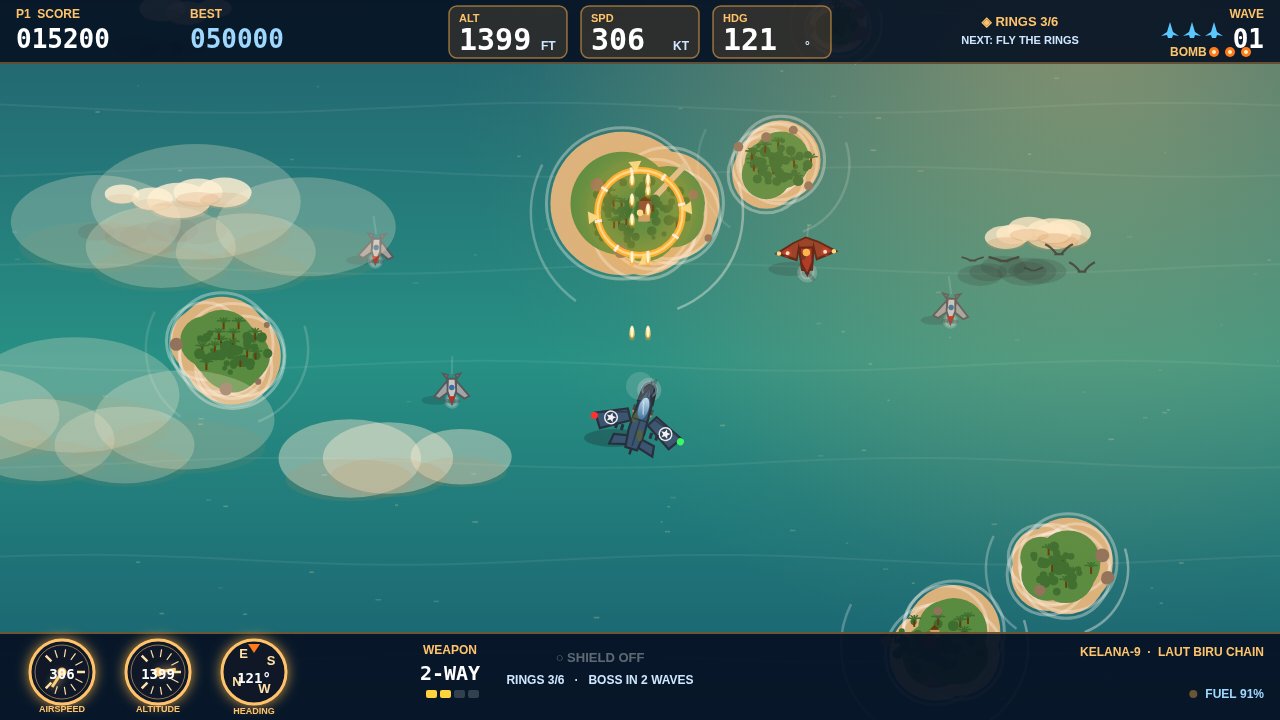 P1 SCORE
015200
BEST
050000
ALT
1399 FT
SPD
306 KT
HDG
121 °
◈ RINGS 3/6
NEXT: FLY THE RINGS
WAVE
01
BOMB
306
AIRSPEED
1399
ALTITUDE
E
S
N
W
121°
HEADING
WEAPON
2-WAY
○ SHIELD OFF
RINGS 3/6 · BOSS IN 2 WAVES
KELANA-9 · LAUT BIRU CHAIN
FUEL 91%